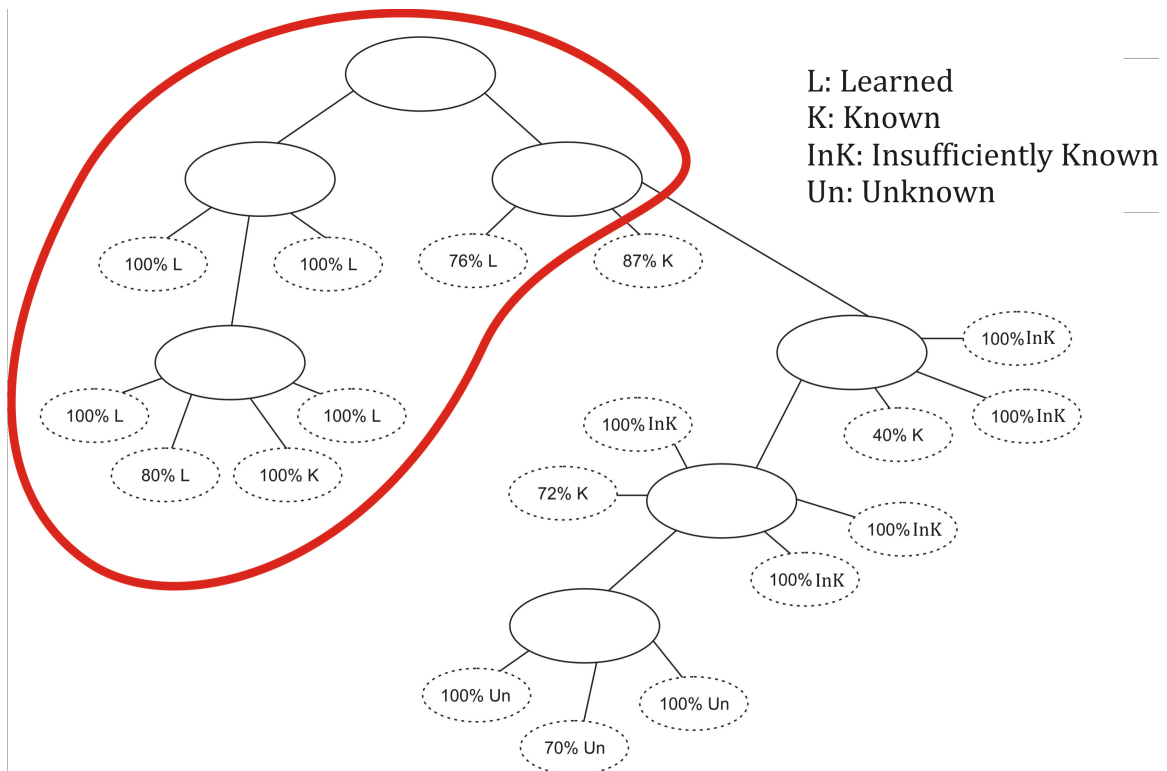 L: Learned
K: Known
InK: Insufficiently Known
Un: Unknown
100% L
100% L
76% L
87% K
100% L
80% L
100% K
100% L
100% InK
100% InK
40% K
100% InK
72% K
100% InK
100% InK
100% Un
70% Un
100% Un